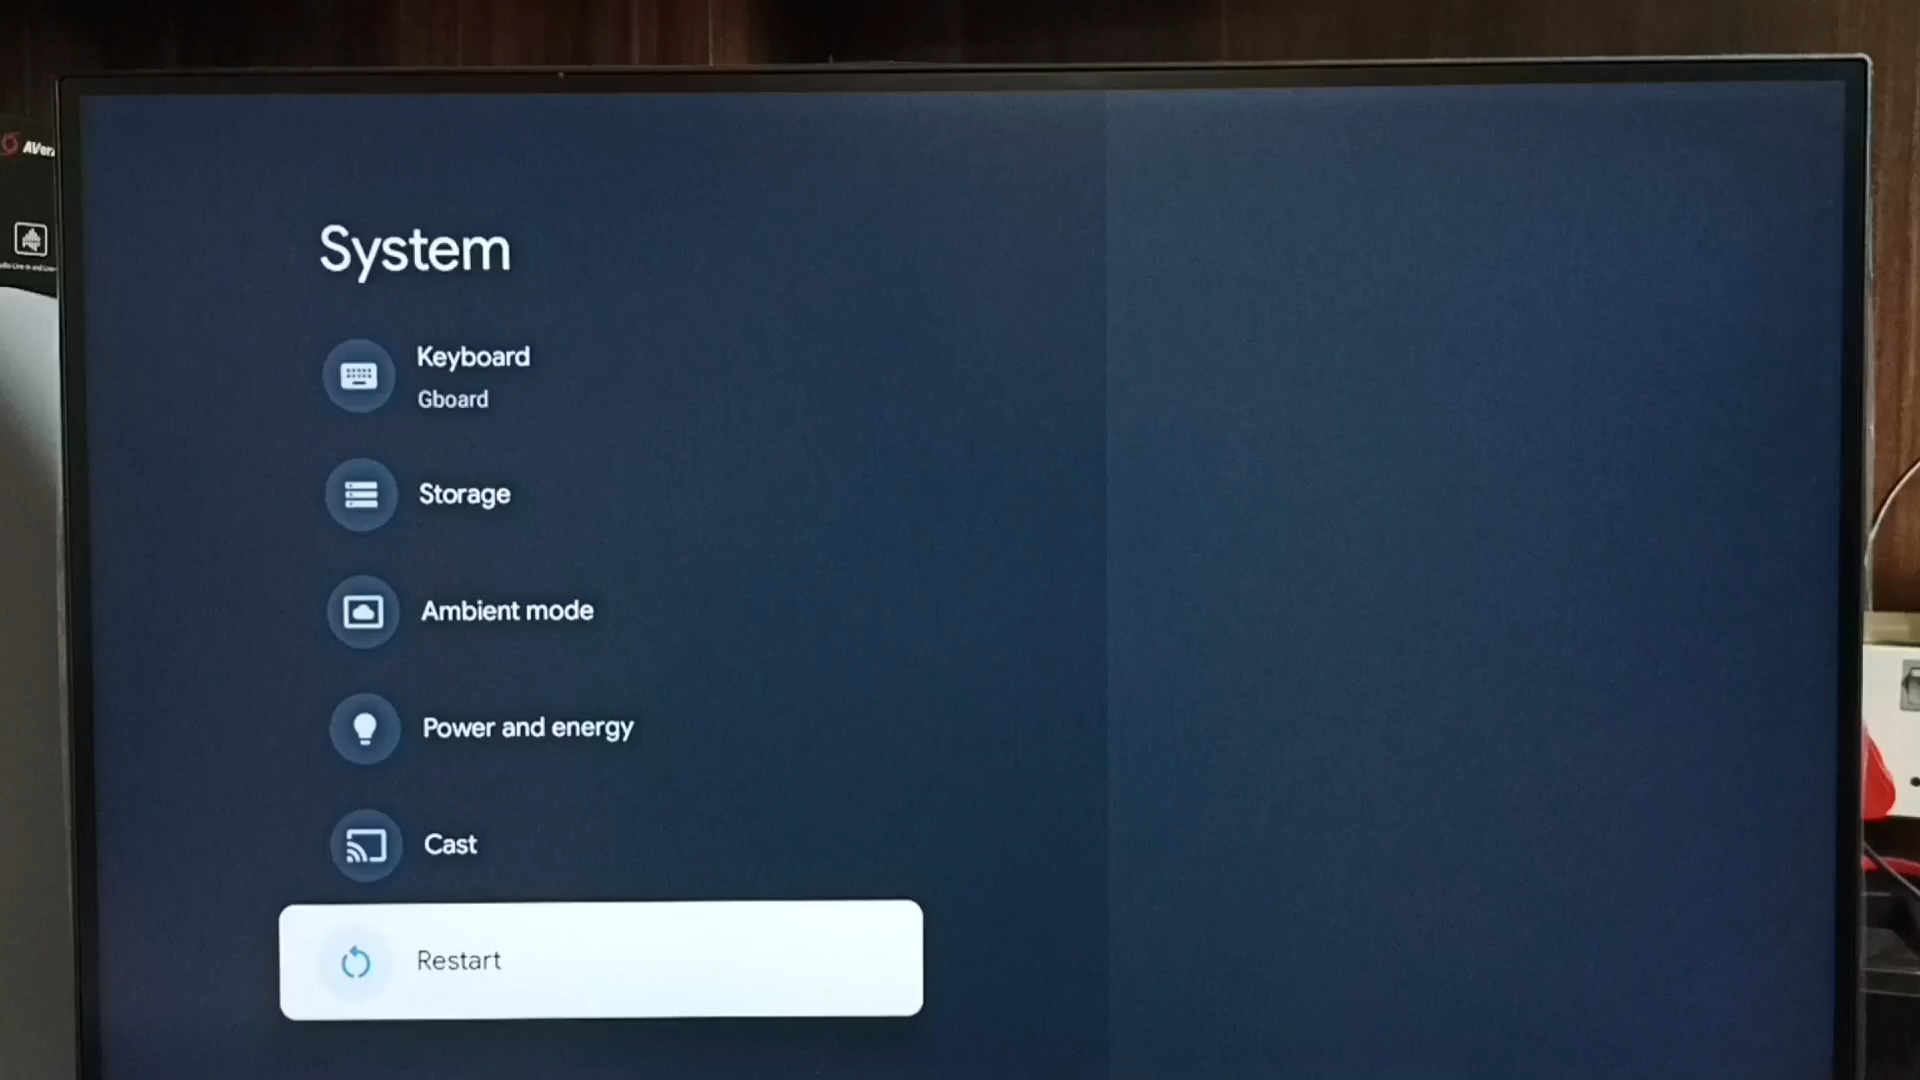 System
Keyboard
Gboard
Storage
Ambient mode
Power and energy
Cast
Restart